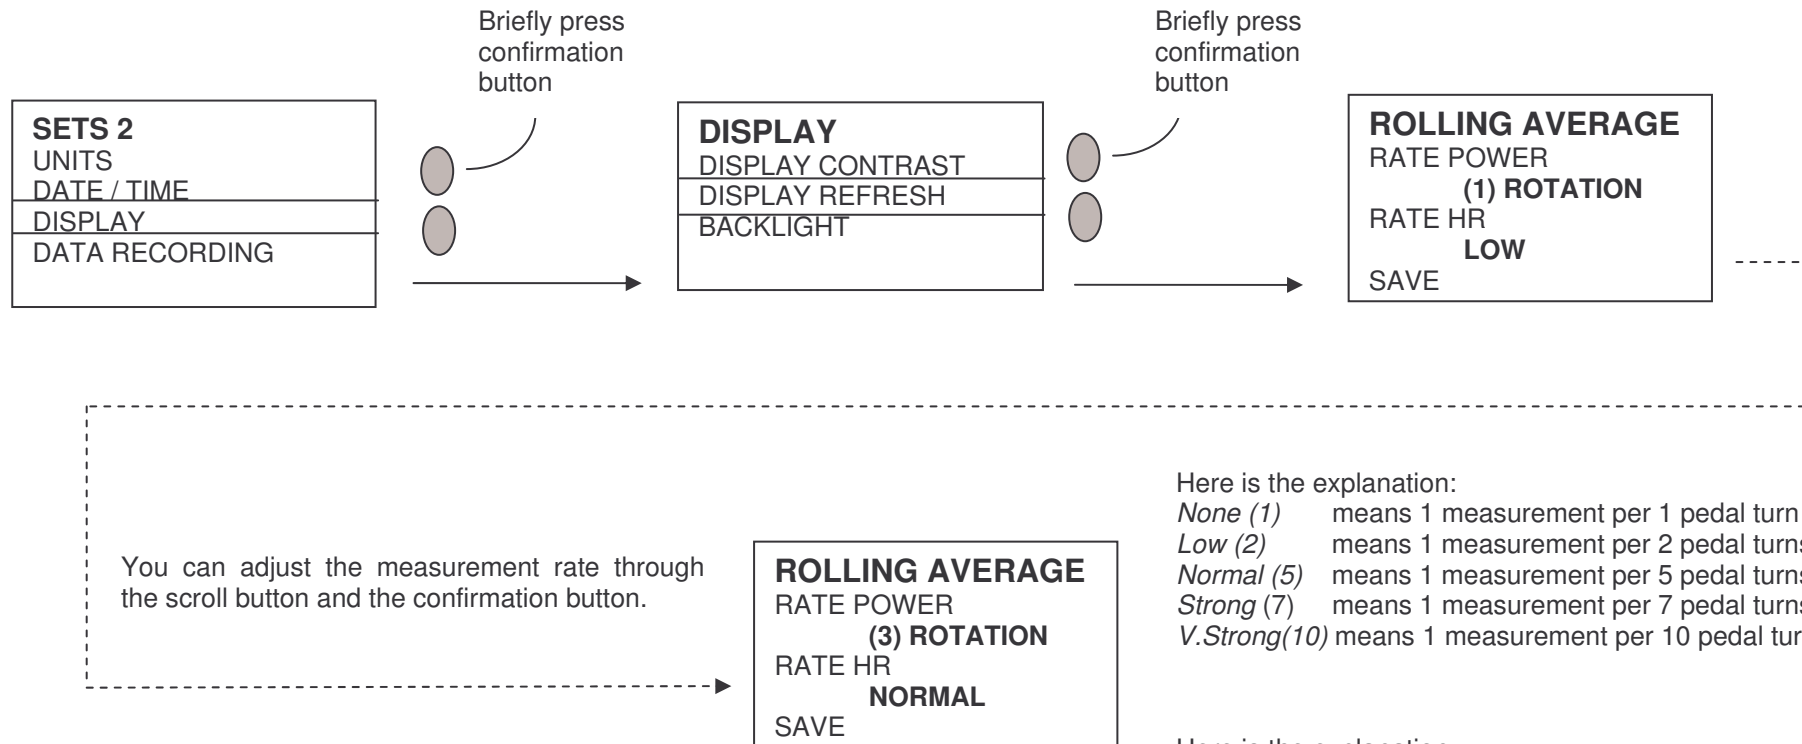 Briefly press
confirmation
button
Briefly press
confirmation
button
SETS 2
UNITS
DATE / TIME
DISPLAY
DATA RECORDING
DISPLAY
DISPLAY CONTRAST
DISPLAY REFRESH
BACKLIGHT
ROLLING AVERAGE
RATE POWER
(1) ROTATION
RATE HR
LOW
SAVE
You can adjust the measurement rate through
the scroll button and the confirmation button.
ROLLING AVERAGE
RATE POWER
(3) ROTATION
RATE HR
NORMAL
SAVE
Here is the explanation:
None (1) means 1 measurement per 1 pedal turn
Low (2) means 1 measurement per 2 pedal turns
Normal (5) means 1 measurement per 5 pedal turns
Strong (7) means 1 measurement per 7 pedal turns
V.Strong(10) means 1 measurement per 10 pedal